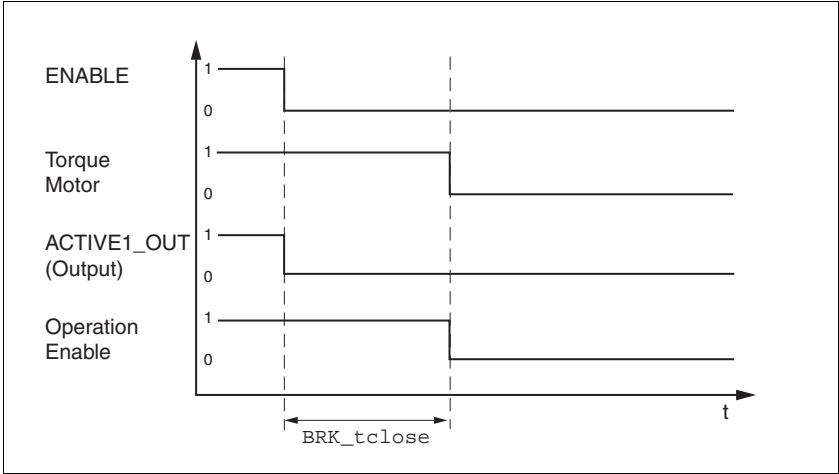 ENABLE
1
0
Torque
Motor
1
0
ACTIVE1_OUT
(Output)
1
0
Operation
Enable
1
0
t
BRK_tclose